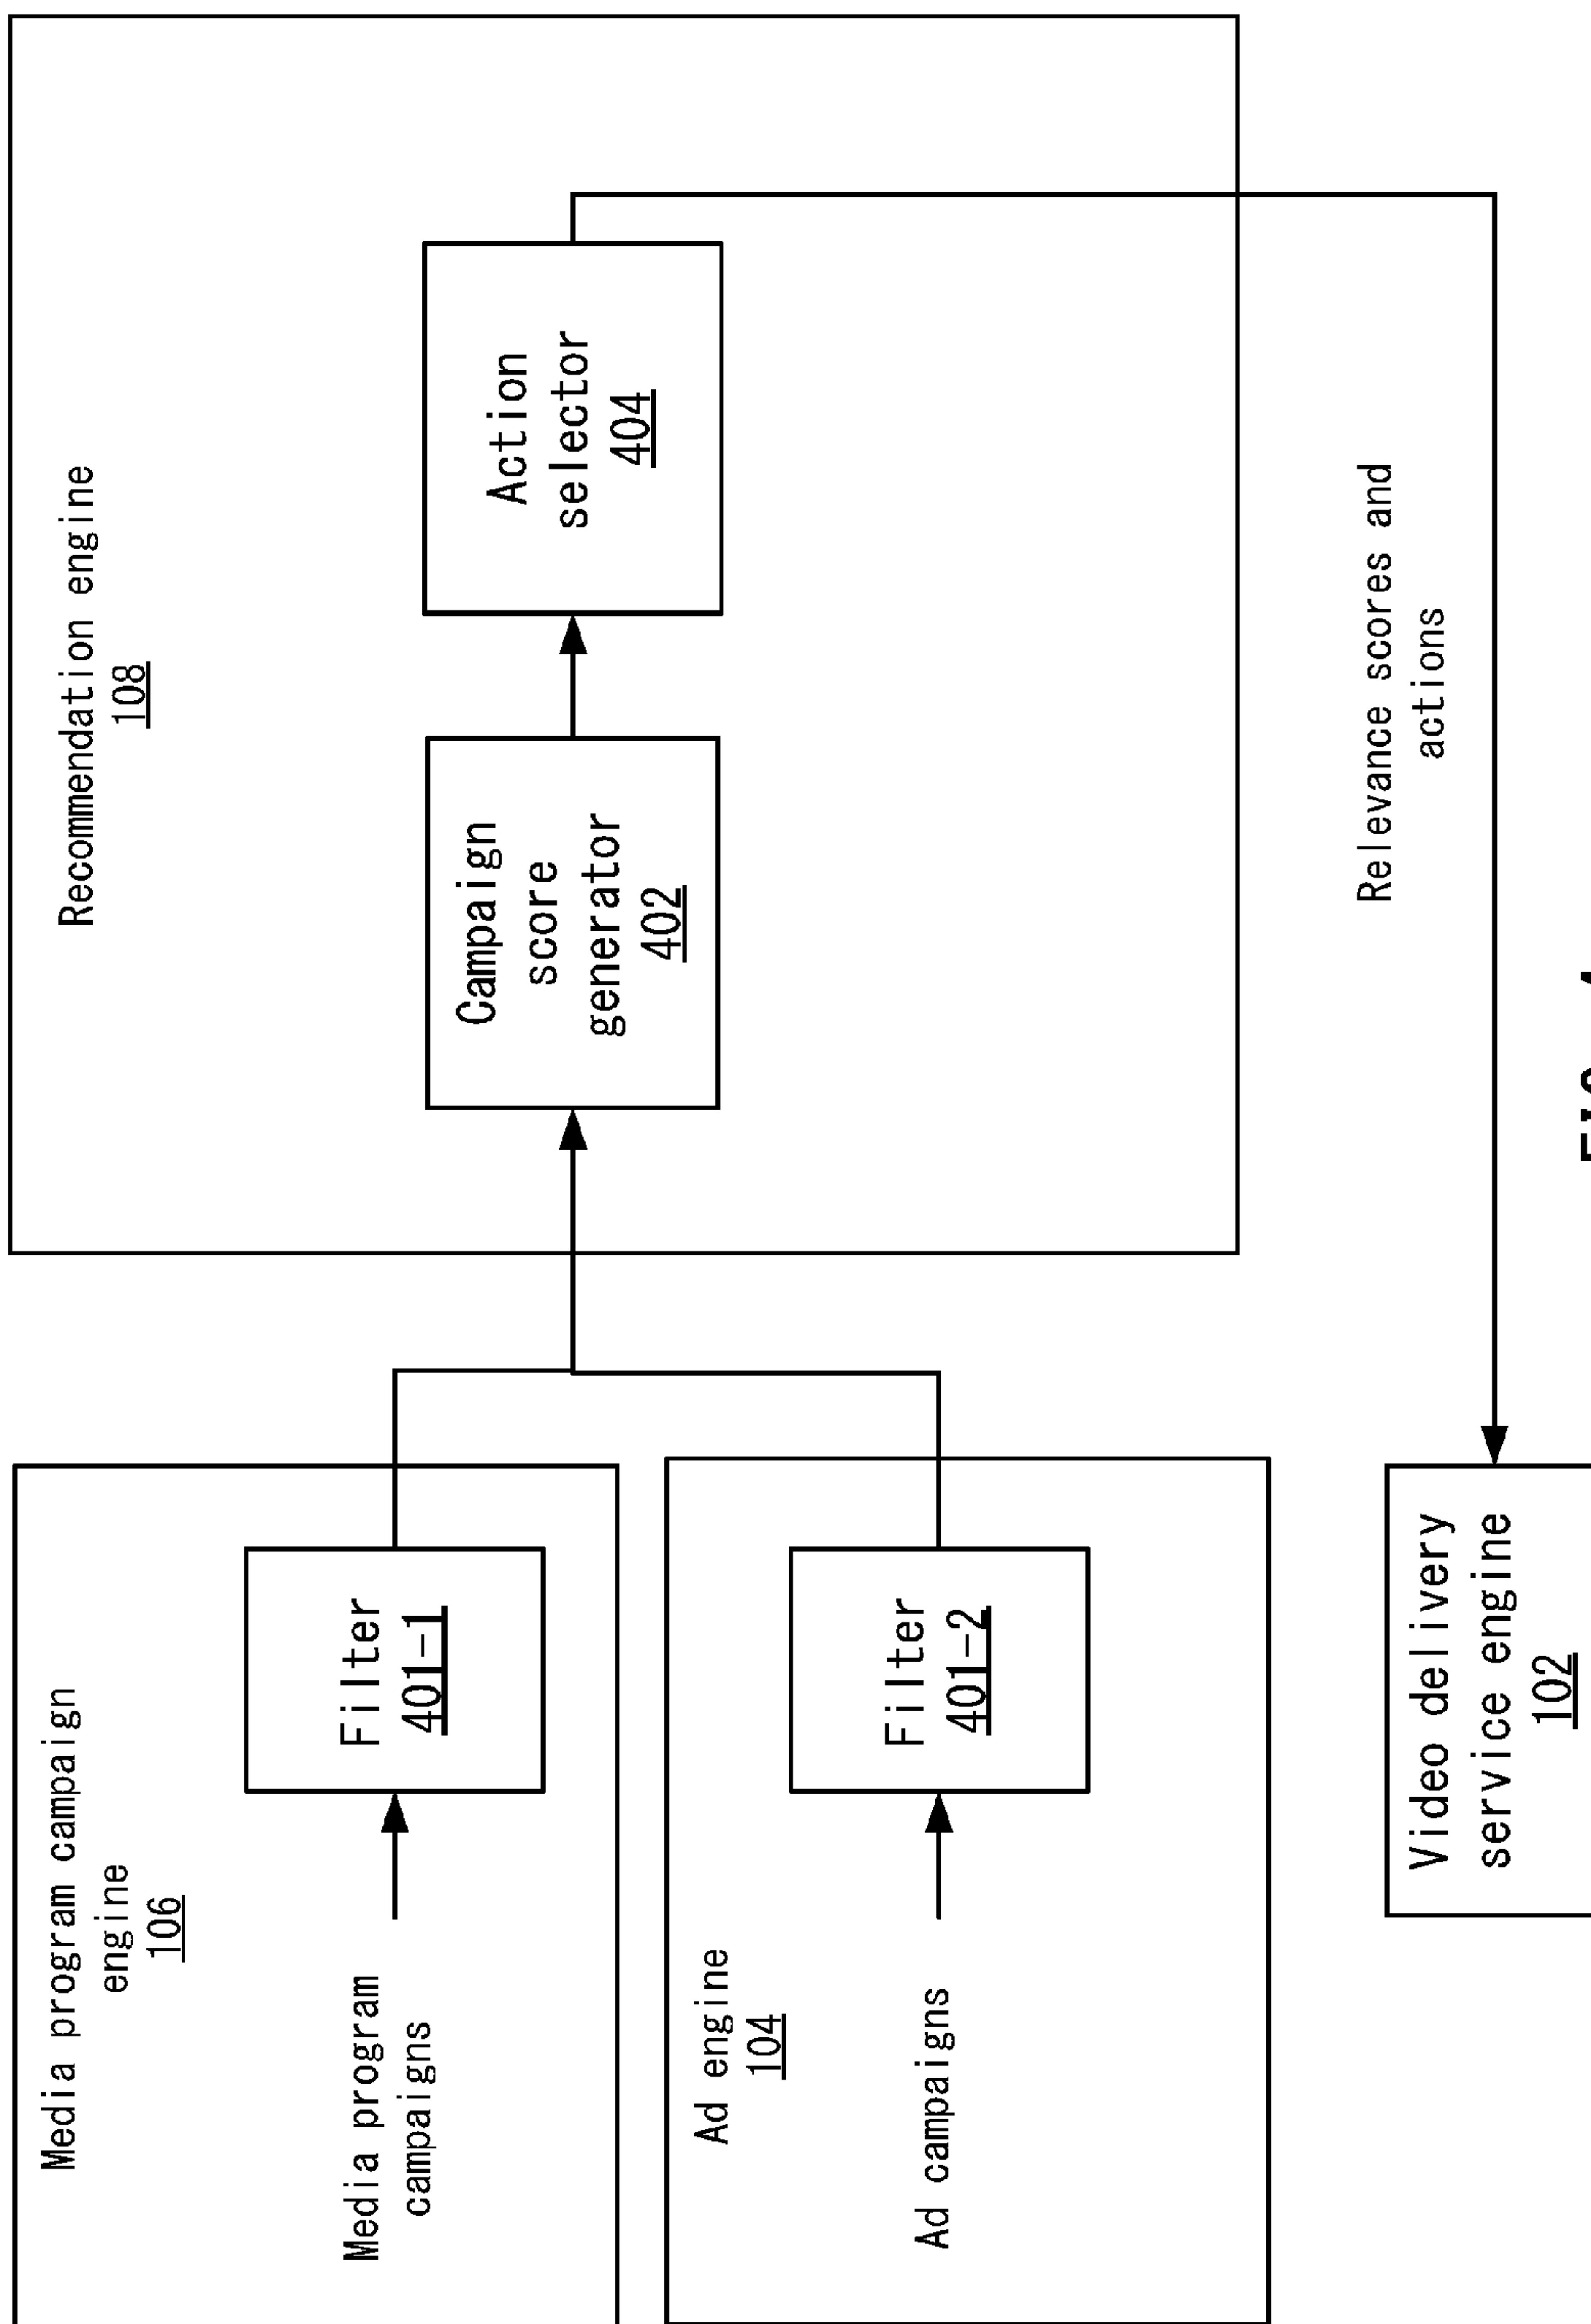 Media program campaign
engine
106
Media program
campaigns
Filter
401-1
Ad engine
104
Ad campaigns
Filter
401-2
Recommendation engine
108
Campaign
score
generator
402
Action
selector
404
Relevance scores and
actions
Video delivery
service engine
102